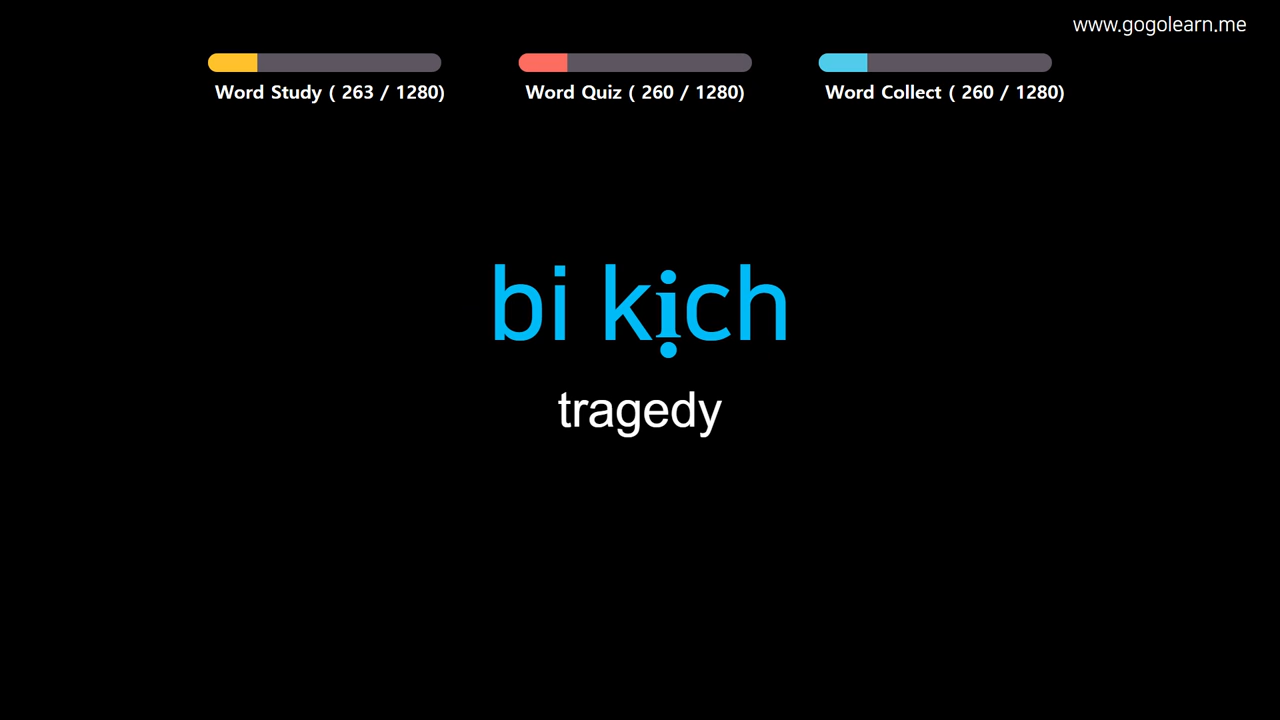 www.gogolearn.me
Word Study ( 263 / 1280)
Word Quiz ( 260 / 1280)
Word Collect ( 260 / 1280)
bi kịch
tragedy